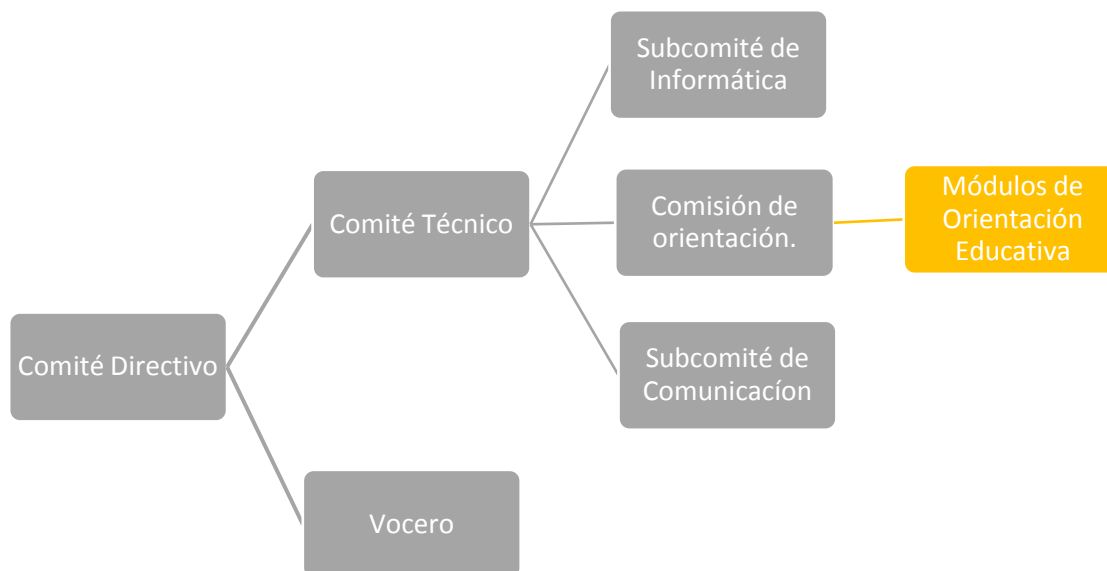 Subcomité de
Informática
Comité Técnico
Comisión de
orientación.
Módulos de
Orientación
Educativa
Comité Directivo
Subcomité de
Comunicacíon
Vocero